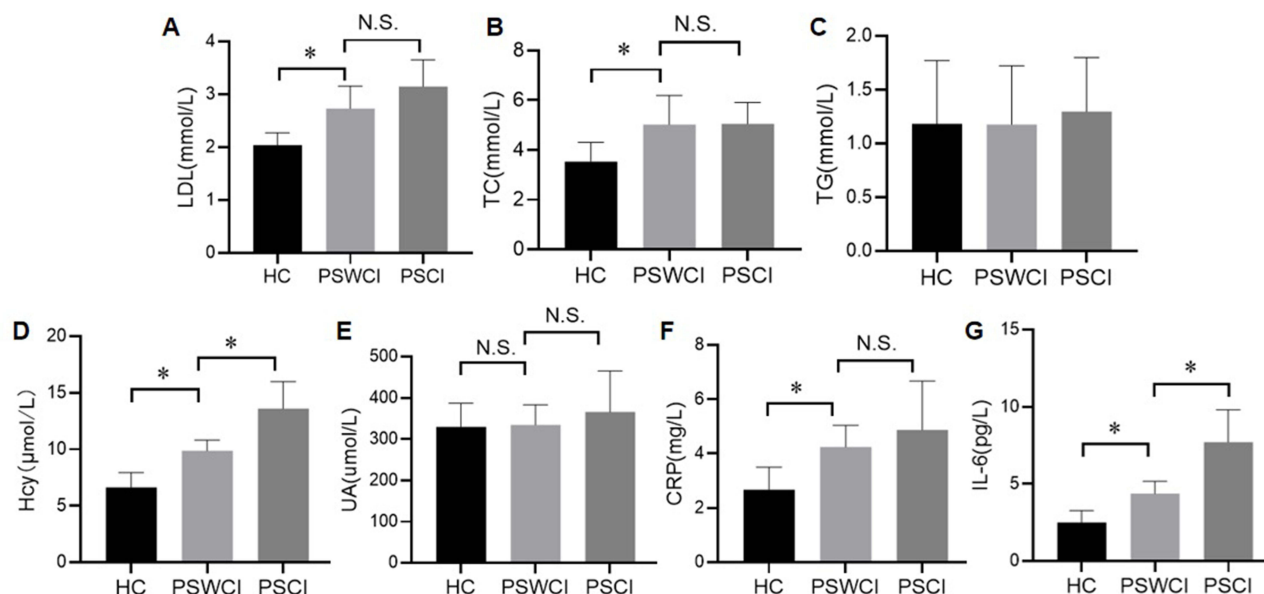 A
N.S.
*
LDL(mmol/L)
4
3
2
1
0
HC PSWCI PSCI
B
N.S.
*
TC(mmol/L)
8
6
4
2
0
HC PSWCI PSCI
C
TG(mmol/L)
2.0
1.5
1.0
0.5
0.0
HC PSWCI PSCI
D
*
*
Hcy(μmol/L)
20
15
10
5
0
HC PSWCI PSCI
E
N.S.
N.S.
UA(umol/L)
500
400
300
200
100
0
HC PSWCI PSCI
F
N.S.
*
CRP(mg/L)
8
6
4
2
0
HC PSWCI PSCI
G
*
*
IL-6(pg/L)
15
10
5
0
HC PSWCI PSCI